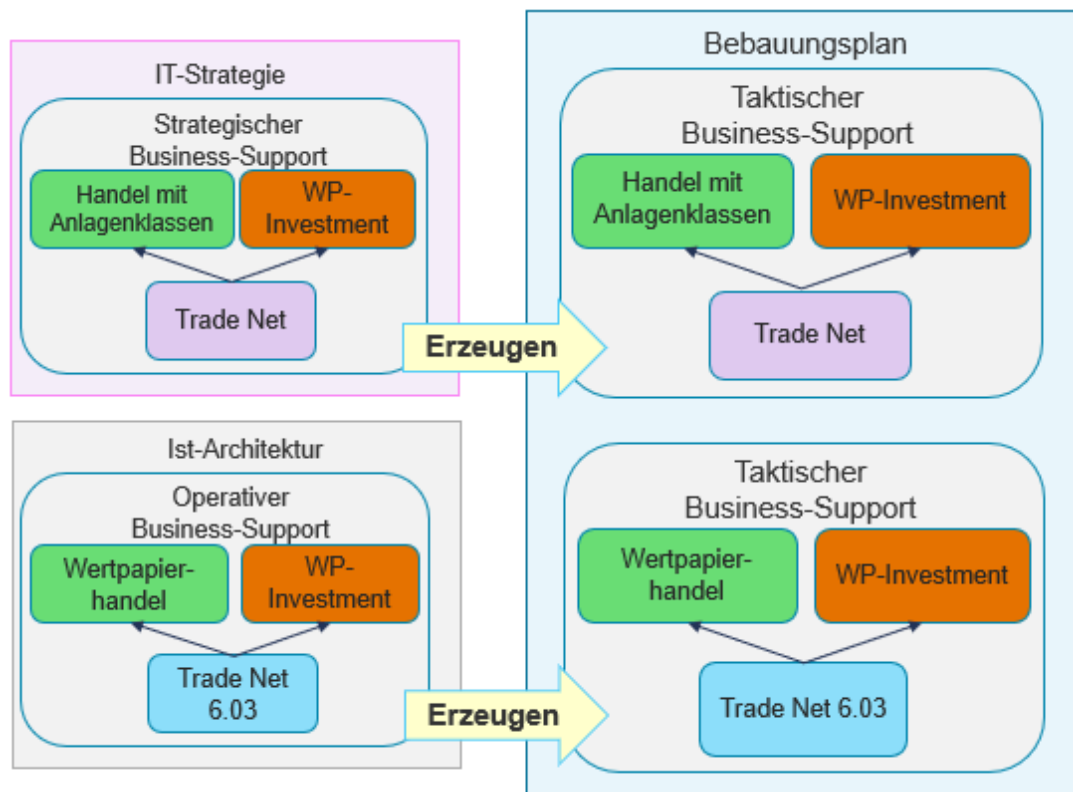 IT-Strategie
Strategischer
Business-Support
Handel mit
Anlagenklassen
WP-
Investment
Trade Net
Erzeugen
Ist-Architektur
Operativer
Business-Support
Wertpapier-
handel
WP-
Investment
Trade Net
6.03
Erzeugen
Bebauungsplan
Taktischer
Business-Support
Handel mit
Anlagenklassen
WP-Investment
Trade Net
Taktischer
Business-Support
Wertpapier-
handel
WP-Investment
Trade Net 6.03